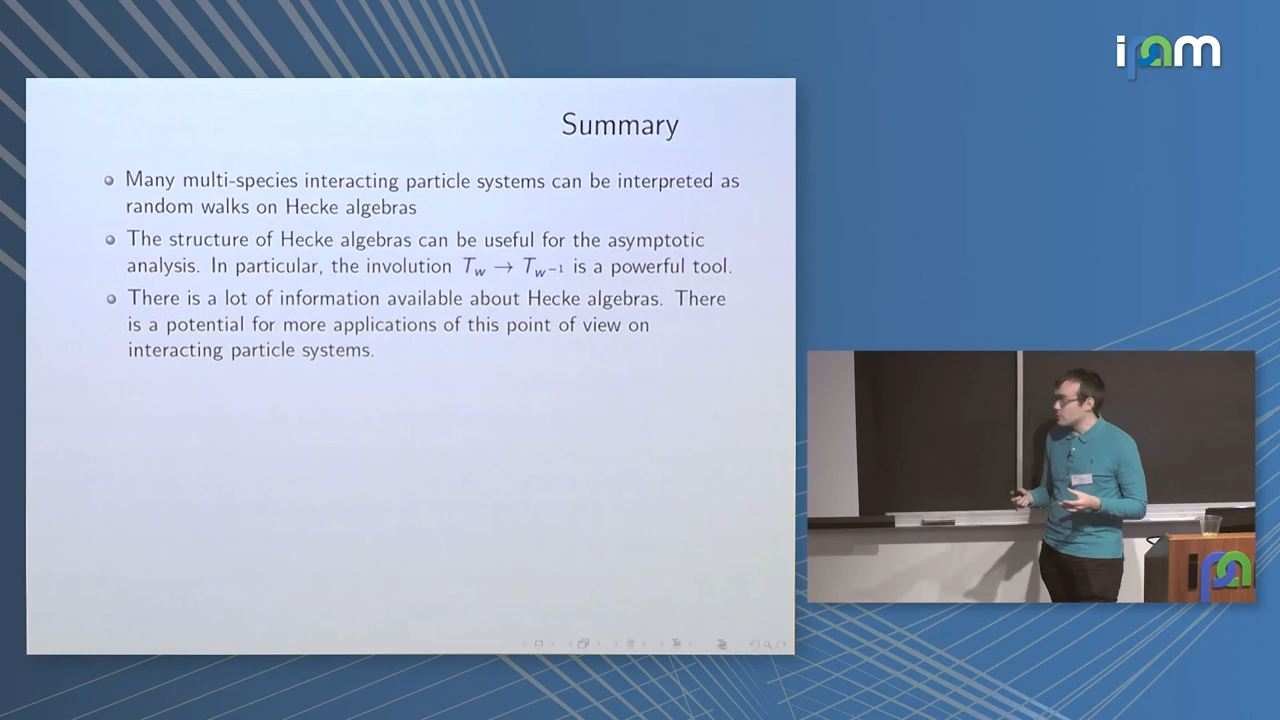 ipam
Summary
Many multi-species interacting particle systems can be interpreted as
random walks on Hecke algebras
The structure of Hecke algebras can be useful for the asymptotic
analysis. In particular, the involution T_w → T_{w^{-1}} is a powerful tool.
There is a lot of information available about Hecke algebras. There
is a potential for more applications of this point of view on
interacting particle systems.